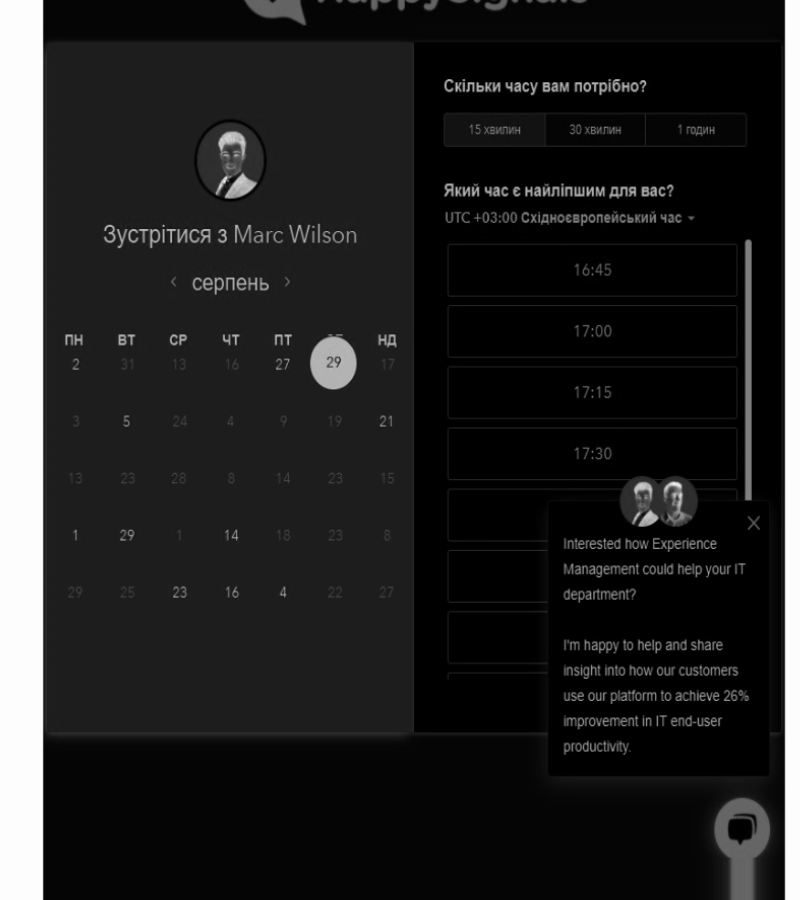 HappySignals
Зустрітися з Marc Wilson
серпень
ПН ВТ СР ЧТ ПТ НД
2 31 13 16 27 29 17
3 5 24 4 9 19 21
13 23 28 8 14 23 15
1 29 1 14 18 23 8
29 25 23 16 4 22 27
Скільки часу вам потрібно?
15 хвилин 30 хвилин 1 годин
Який час є найліпшим для вас?
UTC +03:00 Східноєвропейський час
16:45
17:00
17:15
17:30
Interested how Experience
Management could help your IT
department?
I'm happy to help and share
insight into how our customers
use our platform to achieve 26%
improvement in IT end-user
productivity.